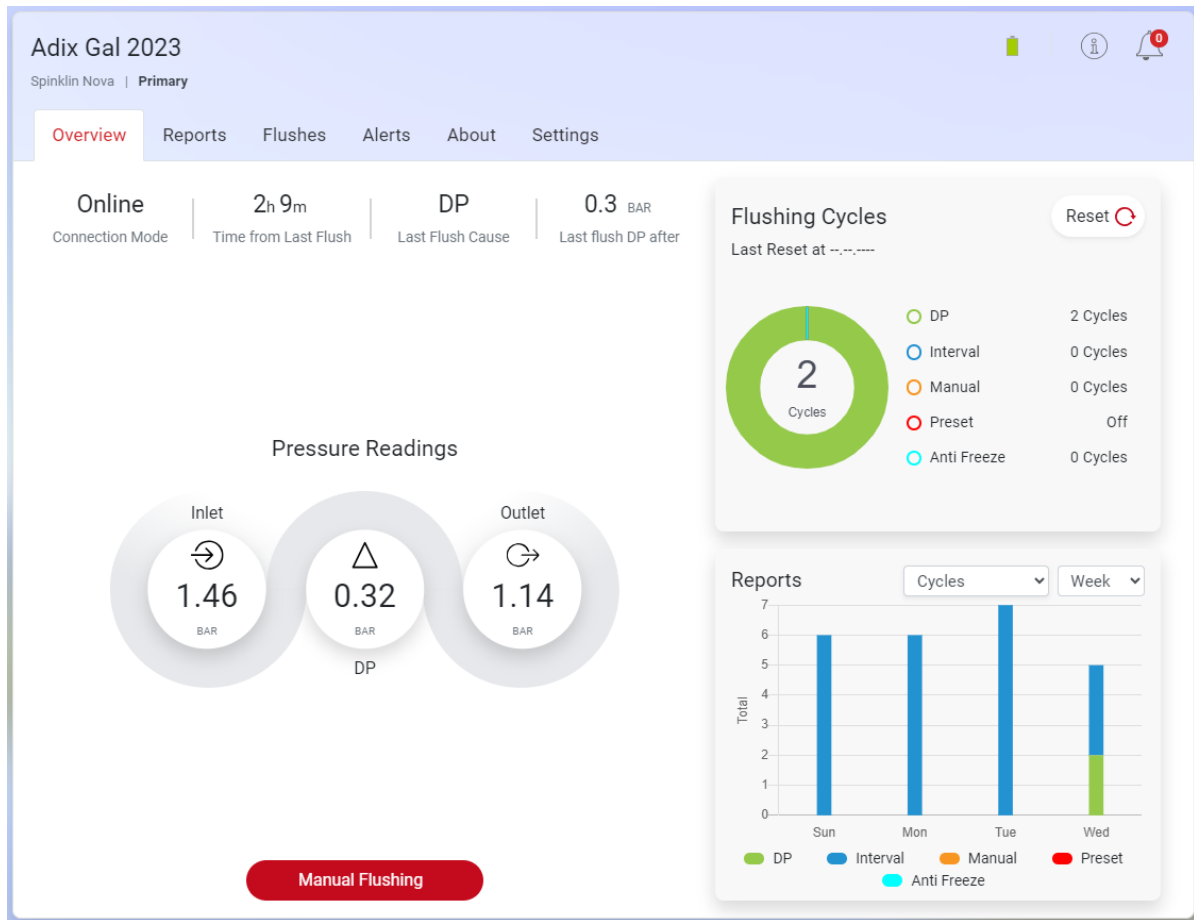 Adix Gal 2023
0
Spinklin Nova | Primary
Overview Reports Flushes Alerts About Settings
Online 2h 9m DP 0.3 BAR
Connection Mode Time from Last Flush Last Flush Cause Last flush DP after
Pressure Readings
Inlet Outlet
1.46 0.32 1.14
BAR BAR BAR
DP
Manual Flushing
Flushing Cycles Reset
Last Reset at --.--.----
2
Cycles
DP 2 Cycles
Interval 0 Cycles
Manual 0 Cycles
Preset Off
Anti Freeze 0 Cycles
Reports Cycles Week
7
6
5
4
3
2
1
0
Total
Sun Mon Tue Wed
DP Interval Manual Preset
Anti Freeze